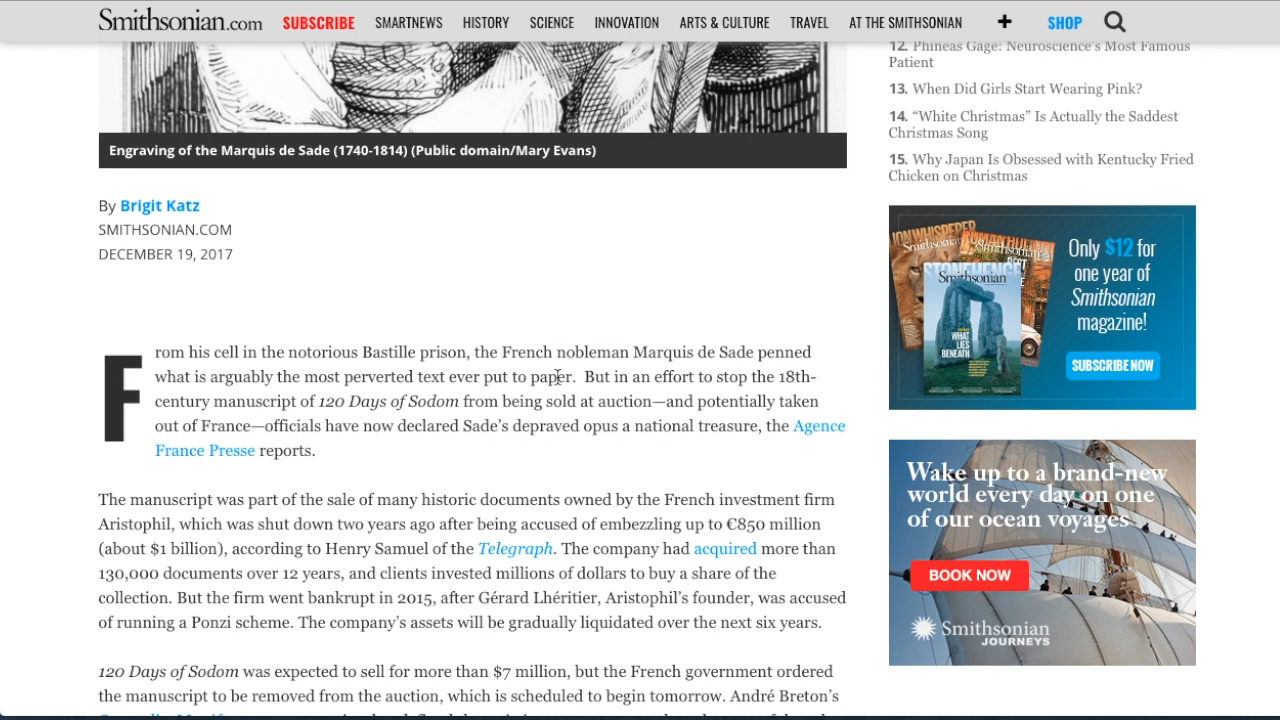 Smithsonian.com SUBSCRIBE SMARTNEWS HISTORY SCIENCE INNOVATION ARTS & CULTURE TRAVEL AT THE SMITHSONIAN + SHOP
Engraving of the Marquis de Sade (1740-1814) (Public domain/Mary Evans)
By Brigit Katz
SMITHSONIAN.COM
DECEMBER 19, 2017
From his cell in the notorious Bastille prison, the French nobleman Marquis de Sade penned
what is arguably the most perverted text ever put to paper.  But in an effort to stop the 18th-
century manuscript of 120 Days of Sodom from being sold at auction—and potentially taken
out of France—officials have now declared Sade’s depraved opus a national treasure, the Agence
France Presse reports.
The manuscript was part of the sale of many historic documents owned by the French investment firm
Aristophil, which was shut down two years ago after being accused of embezzling up to €850 million
(about $1 billion), according to Henry Samuel of the Telegraph. The company had acquired more than
130,000 documents over 12 years, and clients invested millions of dollars to buy a share of the
collection. But the firm went bankrupt in 2015, after Gérard Lhéritier, Aristophil’s founder, was accused
of running a Ponzi scheme. The company’s assets will be gradually liquidated over the next six years.
120 Days of Sodom was expected to sell for more than $7 million, but the French government ordered
the manuscript to be removed from the auction, which is scheduled to begin tomorrow. André Breton’s
12. Phineas Gage: Neuroscience's Most Famous
Patient
13. When Did Girls Start Wearing Pink?
14. “White Christmas” Is Actually the Saddest
Christmas Song
15. Why Japan Is Obsessed with Kentucky Fried
Chicken on Christmas
Smithsonian
Smithsonian
STONEHENGE
Smithsonian
WHAT
LIES
BENEATH
Only $12 for
one year of
Smithsonian
magazine!
SUBSCRIBE NOW
Wake up to a brand-new
world every day on one
of our ocean voyages
BOOK NOW
Smithsonian
JOURNEYS